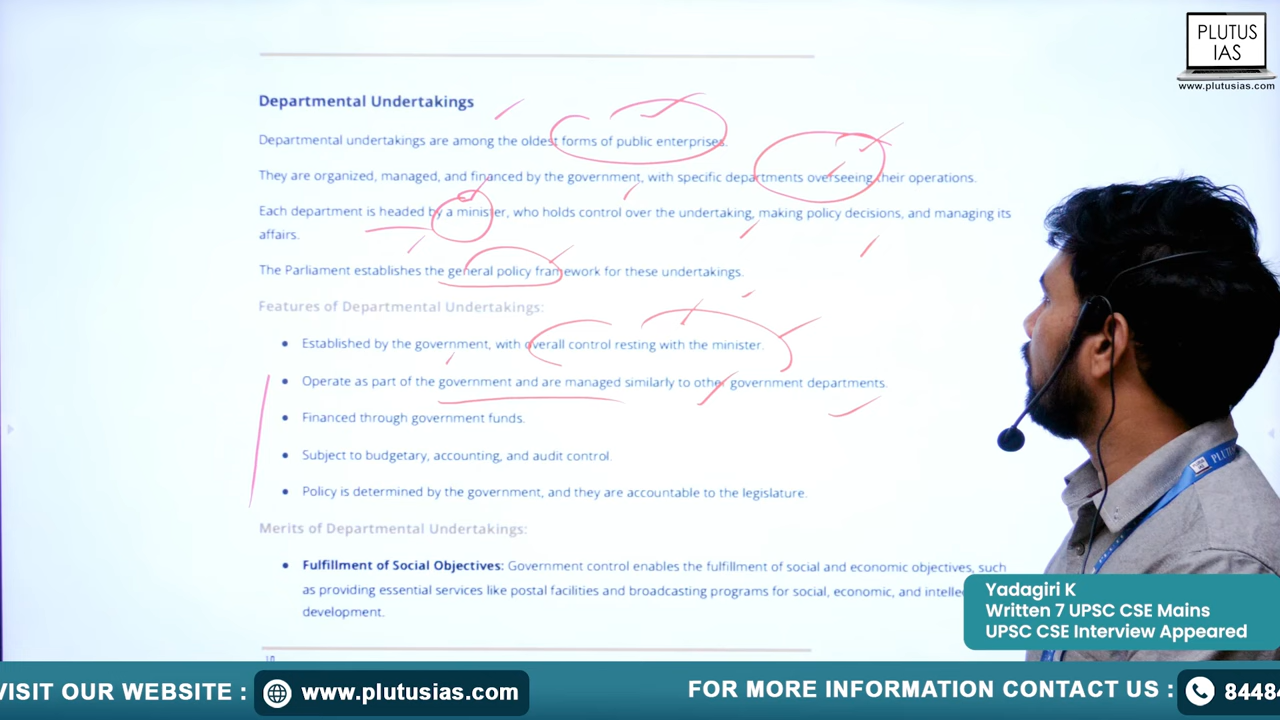 PLUTUS
IAS
www.plutusias.com
Departmental Undertakings
Departmental undertakings are among the oldest forms of public enterprises.
They are organized, managed, and financed by the government, with specific departments overseeing their operations.
Each department is headed by a minister, who holds control over the undertaking, making policy decisions, and managing its
affairs.
The Parliament establishes the general policy framework for these undertakings.
Features of Departmental Undertakings:
• Established by the government, with overall control resting with the minister.
• Operate as part of the government and are managed similarly to other government departments.
• Financed through government funds.
• Subject to budgetary, accounting, and audit control.
• Policy is determined by the government, and they are accountable to the legislature.
Merits of Departmental Undertakings:
• Fulfillment of Social Objectives: Government control enables the fulfillment of social and economic objectives, such
as providing essential services like postal facilities and broadcasting programs for social, economic, and
development.
Yadagiri K
Written 7 UPSC CSE Mains
UPSC CSE Interview Appeared
VISIT OUR WEBSITE : www.plutusias.com
FOR MORE INFORMATION CONTACT US : 8448